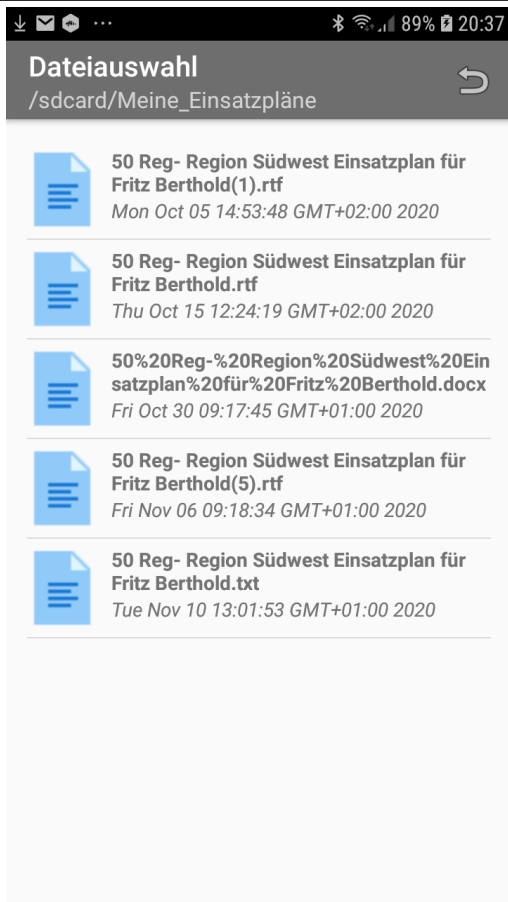 89% 20:37
Dateiauswahl
/sdcard/Meine_Einsatzpläne
50 Reg- Region Südwest Einsatzplan für
Fritz Berthold(1).rtf
Mon Oct 05 14:53:48 GMT+02:00 2020
50 Reg- Region Südwest Einsatzplan für
Fritz Berthold.rtf
Thu Oct 15 12:24:19 GMT+02:00 2020
50%20Reg-%20Region%20Südwest%20Ein
satzplan%20für%20Fritz%20Berthold.docx
Fri Oct 30 09:17:45 GMT+01:00 2020
50 Reg- Region Südwest Einsatzplan für
Fritz Berthold(5).rtf
Fri Nov 06 09:18:34 GMT+01:00 2020
50 Reg- Region Südwest Einsatzplan für
Fritz Berthold.txt
Tue Nov 10 13:01:53 GMT+01:00 2020